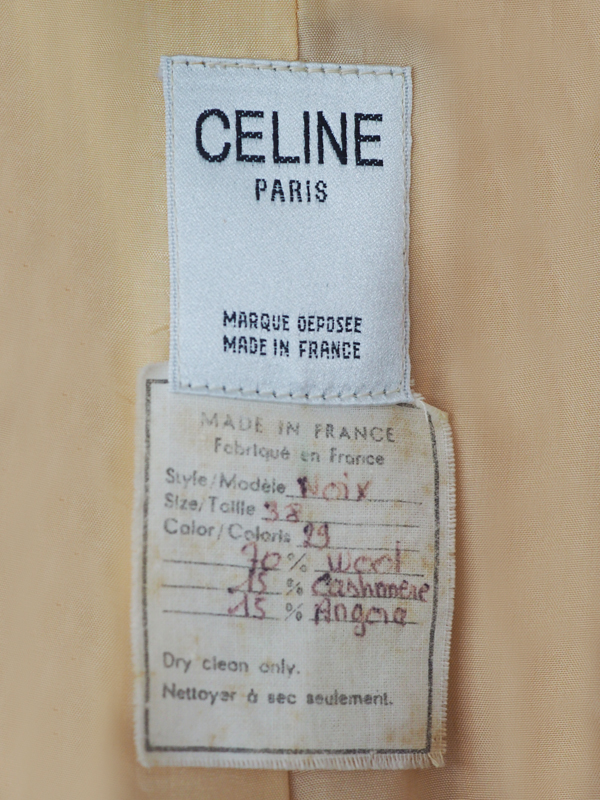 CELINE
PARIS
MARQUE DEPOSEE
MADE IN FRANCE
MADE IN FRANCE
Fabriqué en France
Style/Modèle Noix
Size/Taille 38
Color/Coloris 29
70% Wool
15% Cashmere
15% Angora
Dry clean only.
Nettoyer à sec seulement.